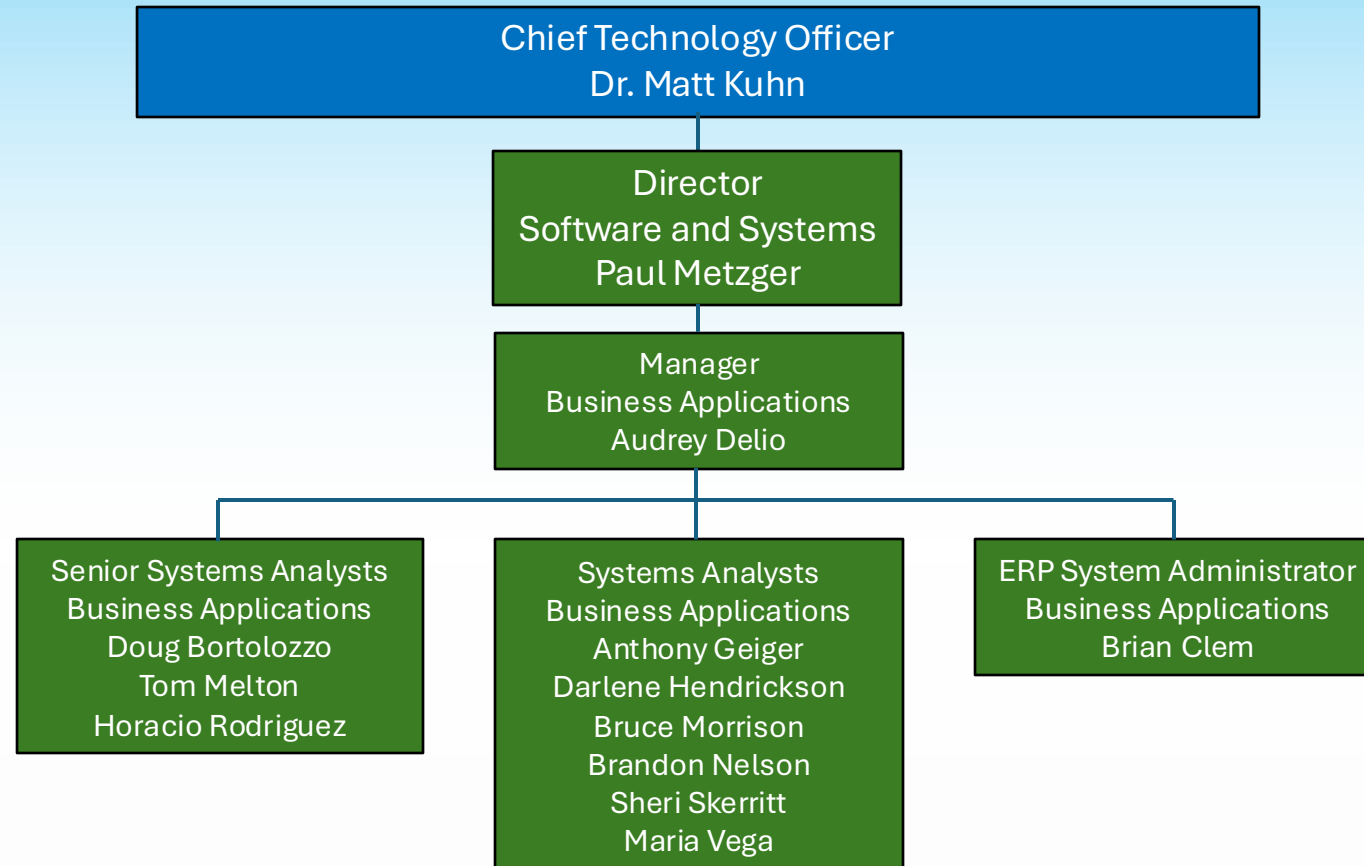 Chief Technology Officer
Dr. Matt Kuhn
Director
Software and Systems
Paul Metzger
Manager
Business Applications
Audrey Delio
Senior Systems Analysts
Business Applications
Doug Bortolozzo
Tom Melton
Horacio Rodriguez
Systems Analysts
Business Applications
Anthony Geiger
Darlene Hendrickson
Bruce Morrison
Brandon Nelson
Sheri Skerritt
Maria Vega
ERP System Administrator
Business Applications
Brian Clem